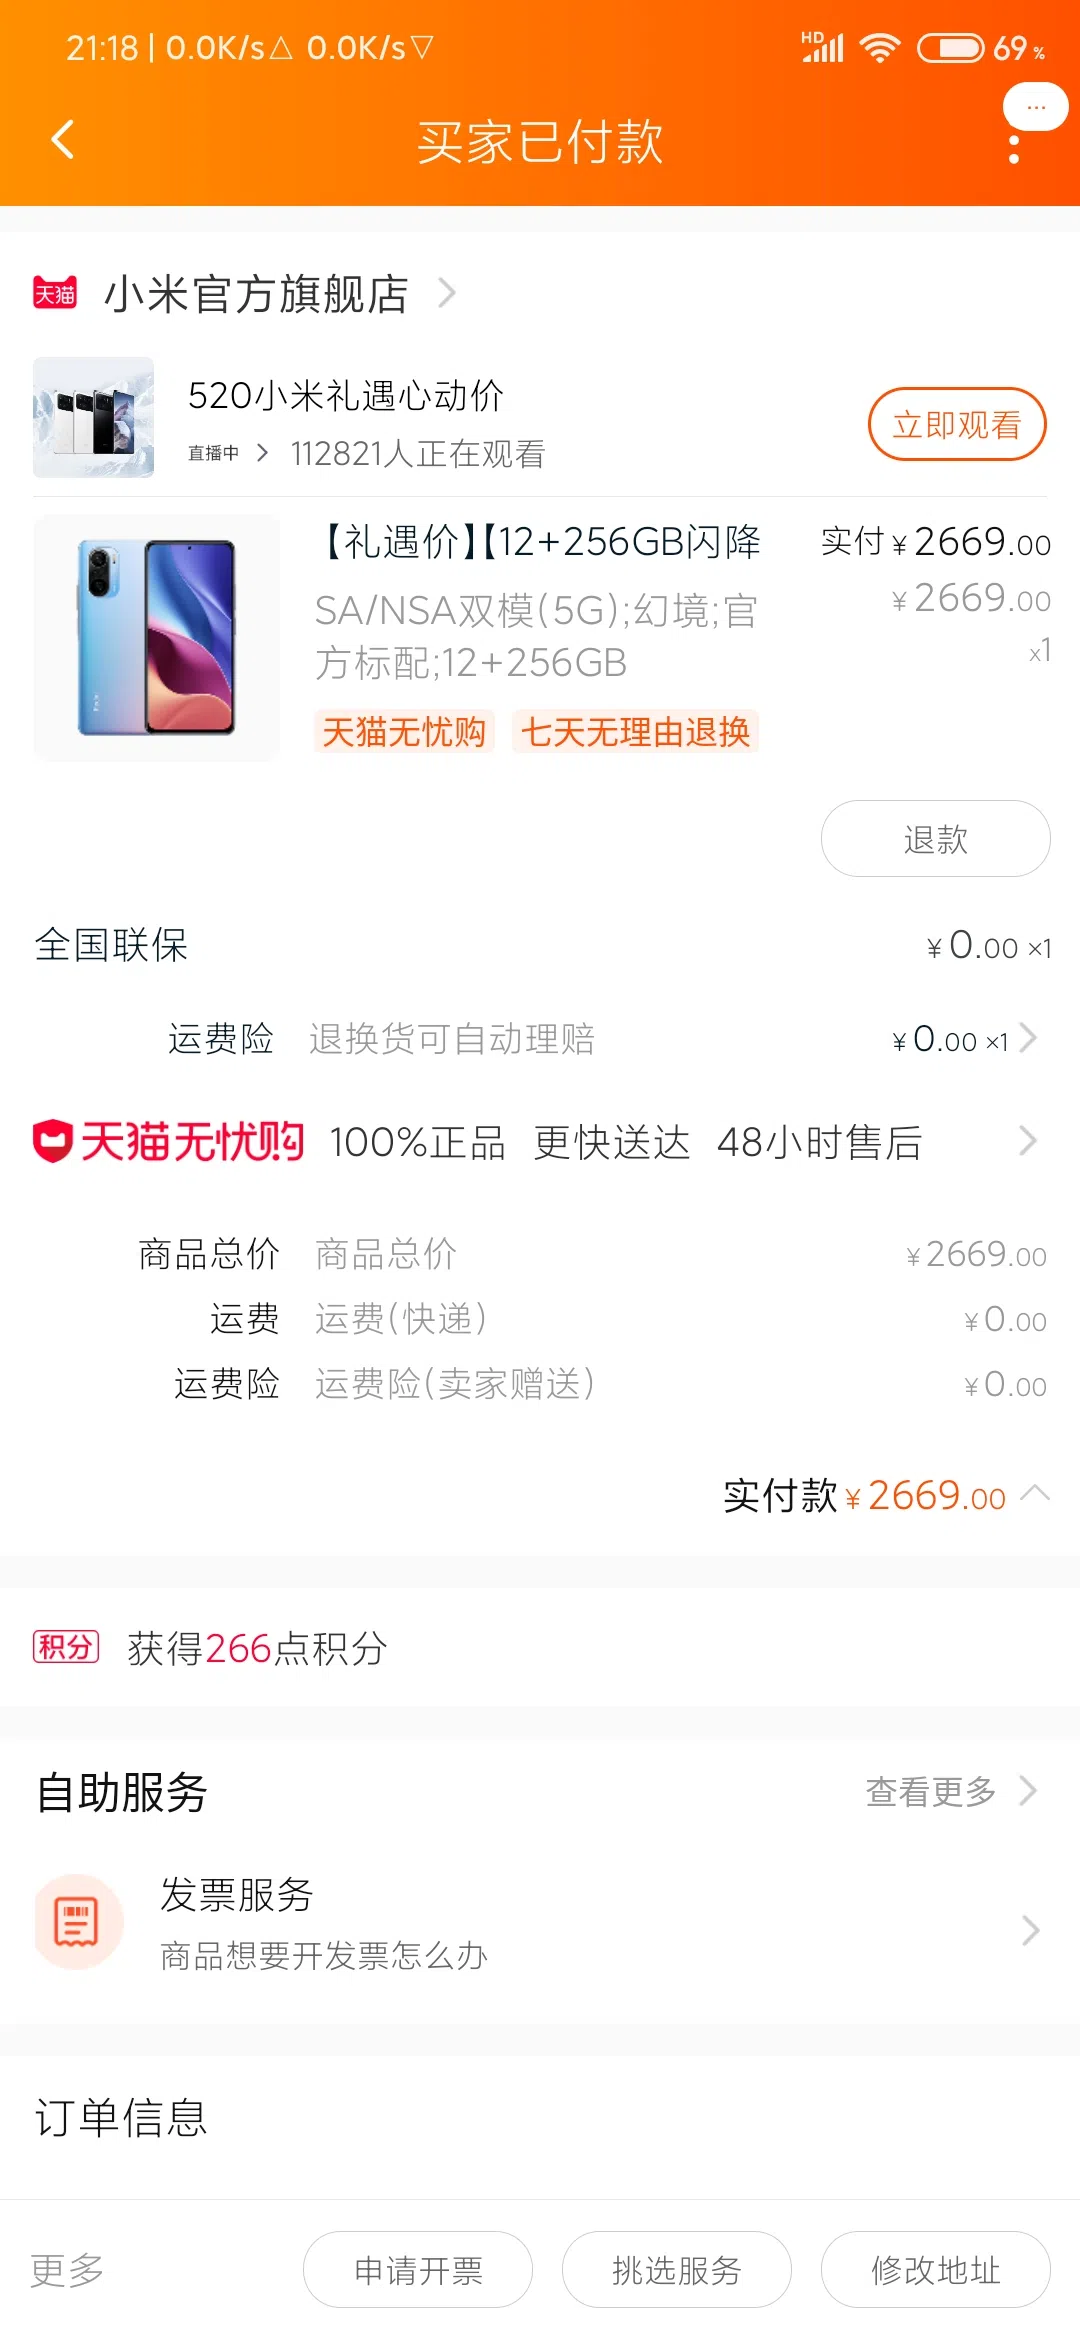 21:18 | 0.0K/s△ 0.0K/s▽
HD
69 %
买家已付款
天猫 小米官方旗舰店
520小米礼遇心动价
直播中 > 112821人正在观看
立即观看
【礼遇价】【12+256GB闪降
实付 ¥2669.00
SA/NSA双模(5G);幻境;官
¥2669.00
方标配;12+256GB
x1
天猫无忧购 七天无理由退换
退款
全国联保 ¥0.00 ×1
运费险 退换货可自动理赔 ¥0.00 ×1
天猫无忧购 100%正品 更快送达 48小时售后
商品总价 商品总价 ¥2669.00
运费 运费(快递) ¥0.00
运费险 运费险(卖家赠送) ¥0.00
实付款 ¥2669.00
积分 获得266点积分
自助服务 查看更多
发票服务
商品想要开发票怎么办
订单信息
更多 申请开票 挑选服务 修改地址